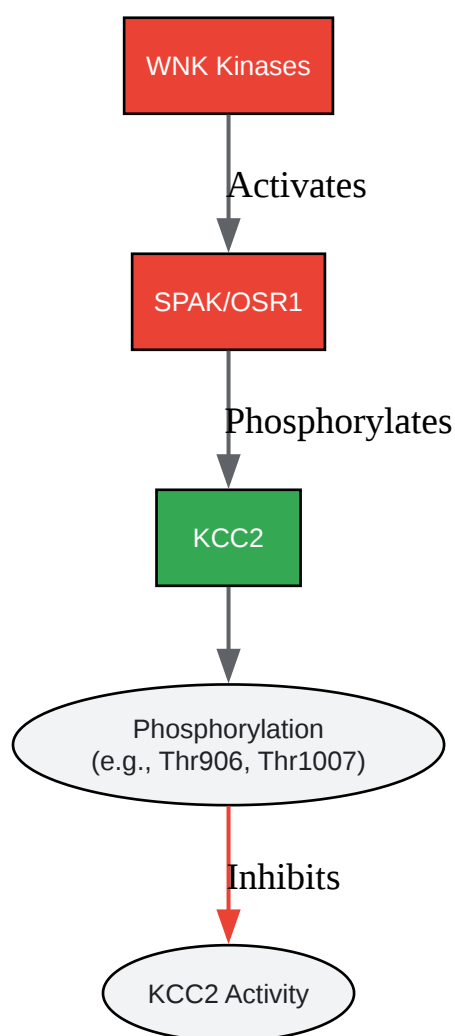 WNK Kinases
Activates
SPAK/OSR1
Phosphorylates
KCC2
Phosphorylation
(e.g., Thr906, Thr1007)
Inhibits
KCC2 Activity